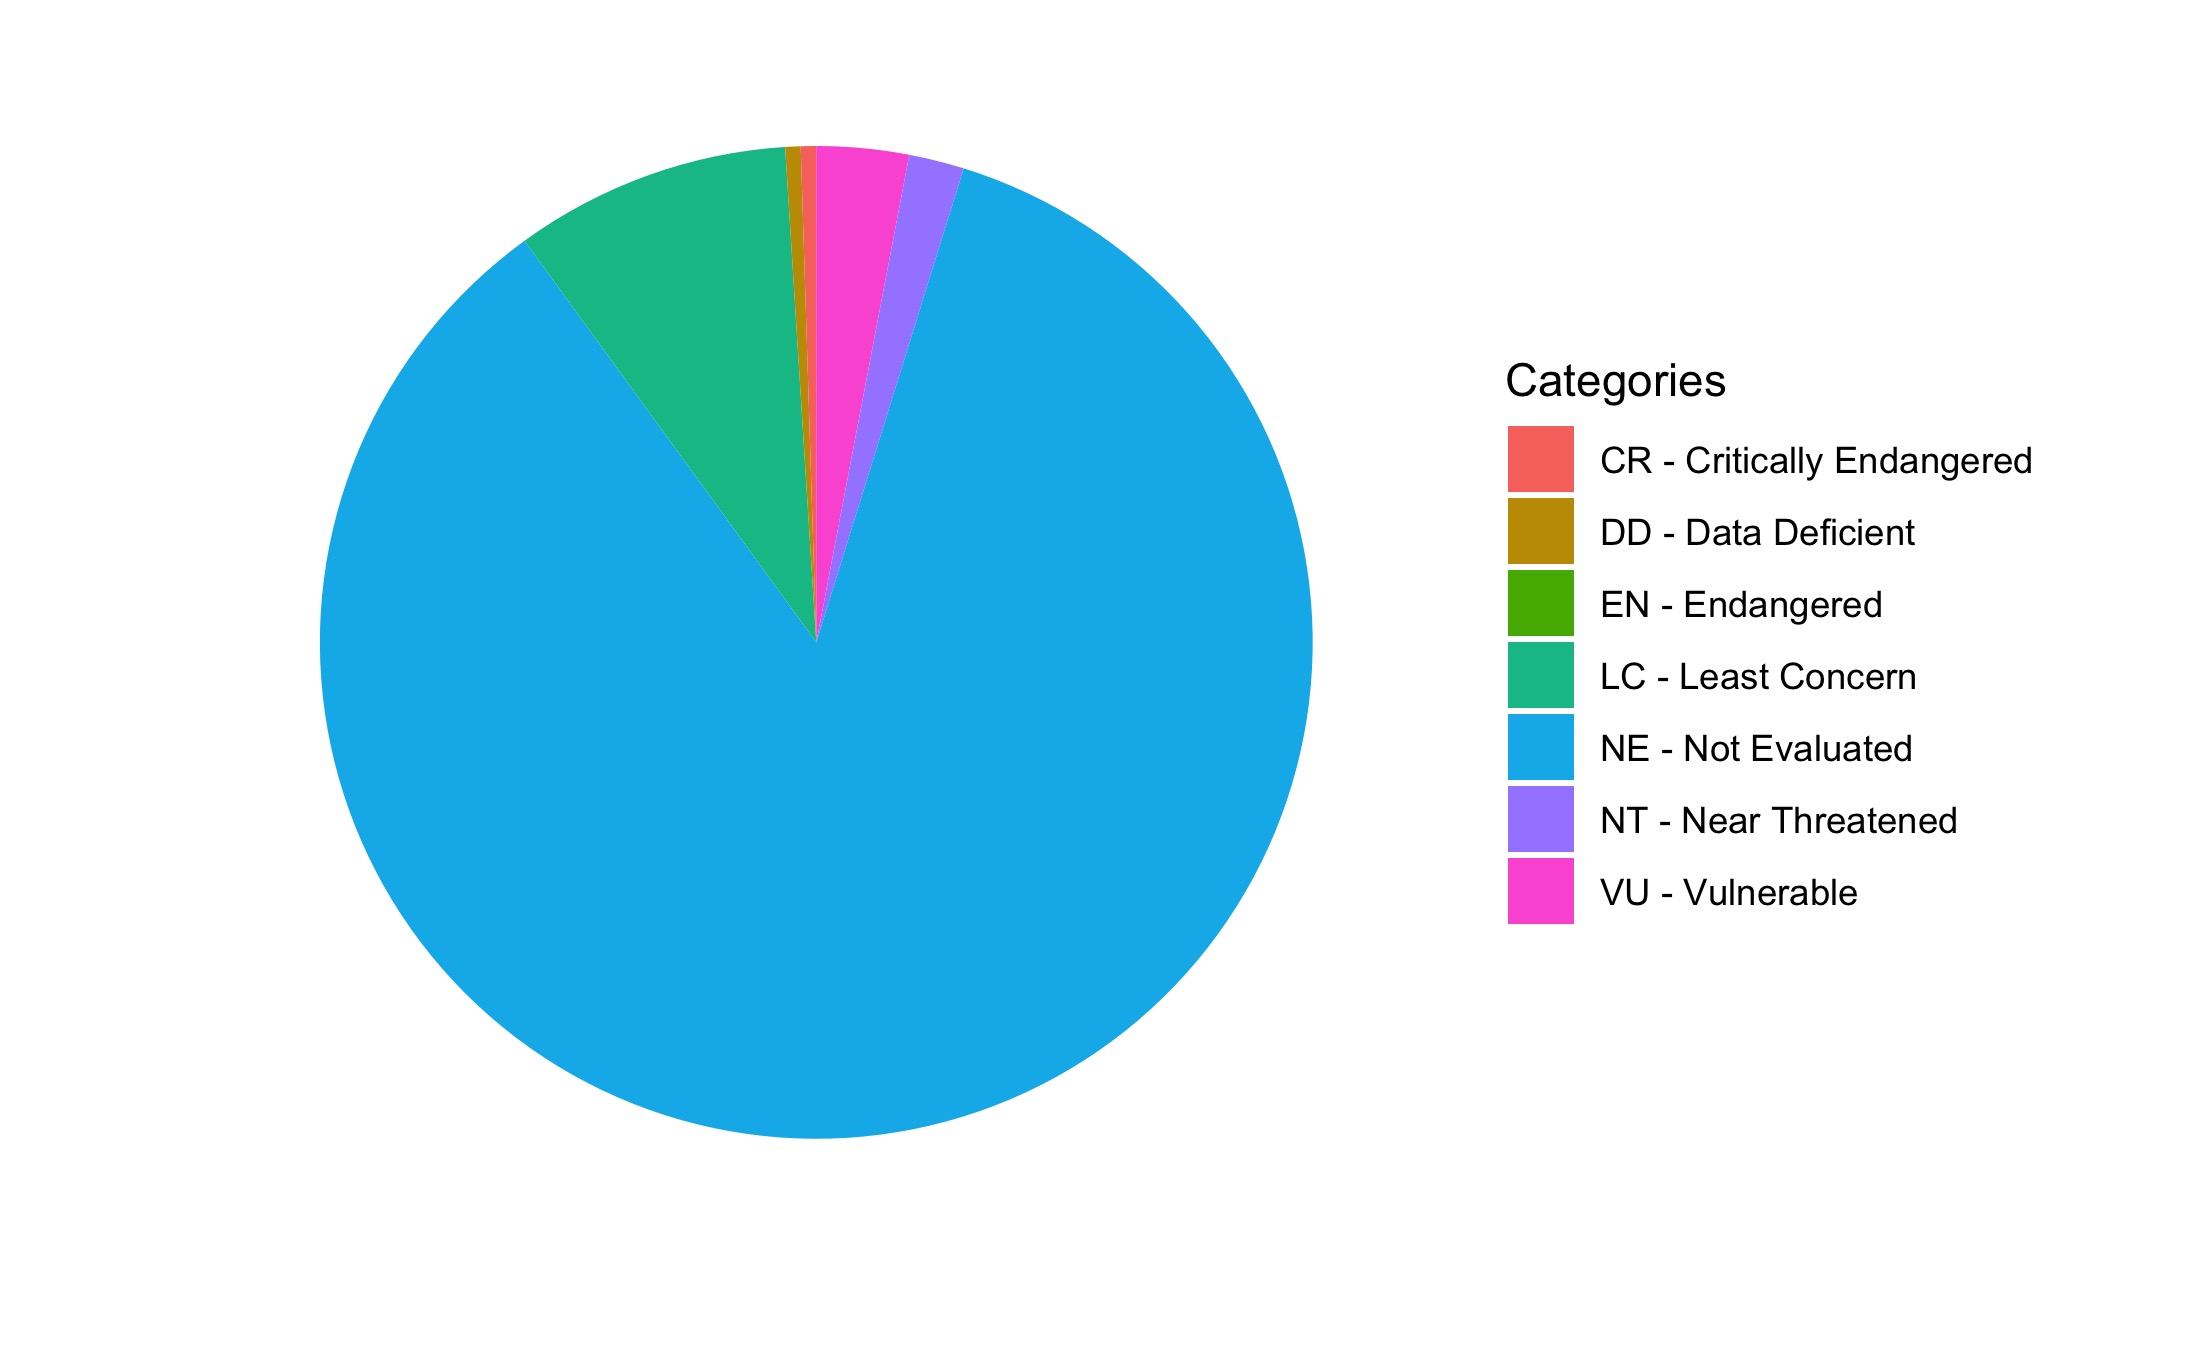 Categories
CR - Critically Endangered
DD - Data Deficient
EN - Endangered
LC - Least Concern
NE - Not Evaluated
NT - Near Threatened
VU - Vulnerable